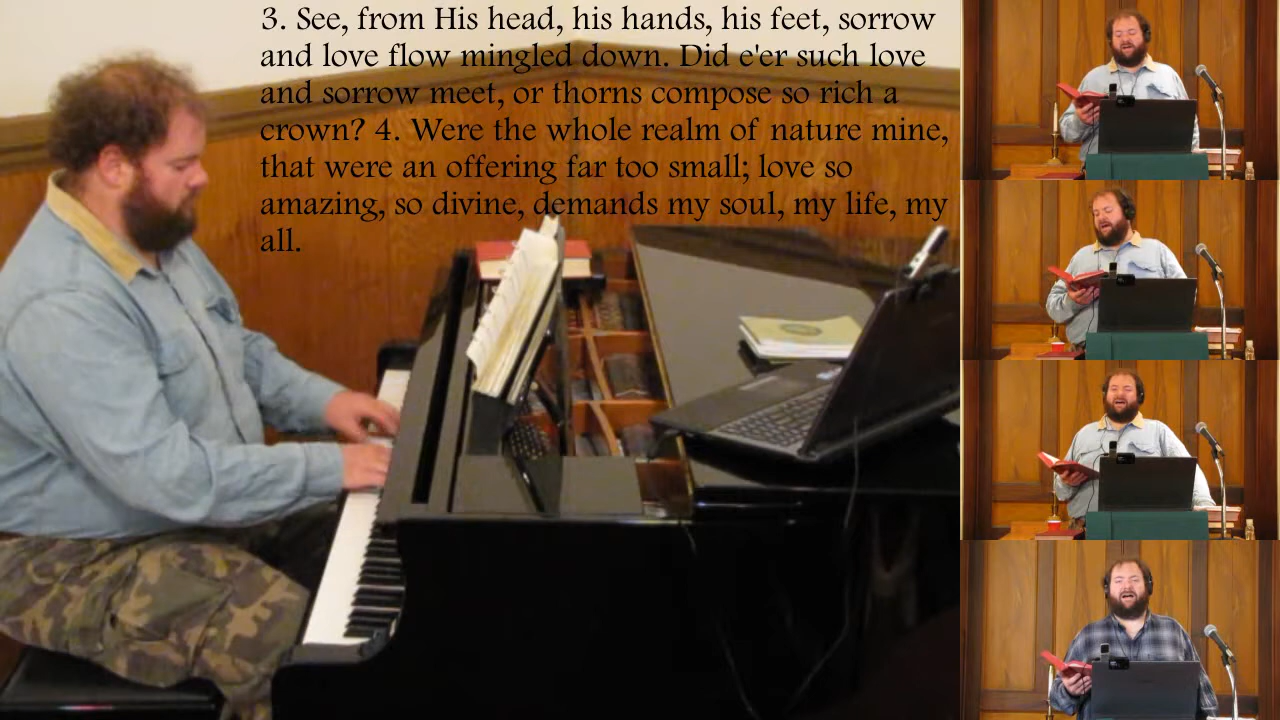 3. See, from His head, his hands, his feet, sorrow
and love flow mingled down. Did e'er such love
and sorrow meet, or thorns compose so rich a
crown? 4. Were the whole realm of nature mine,
that were an offering far too small; love so
amazing, so divine, demands my soul, my life, my
all.